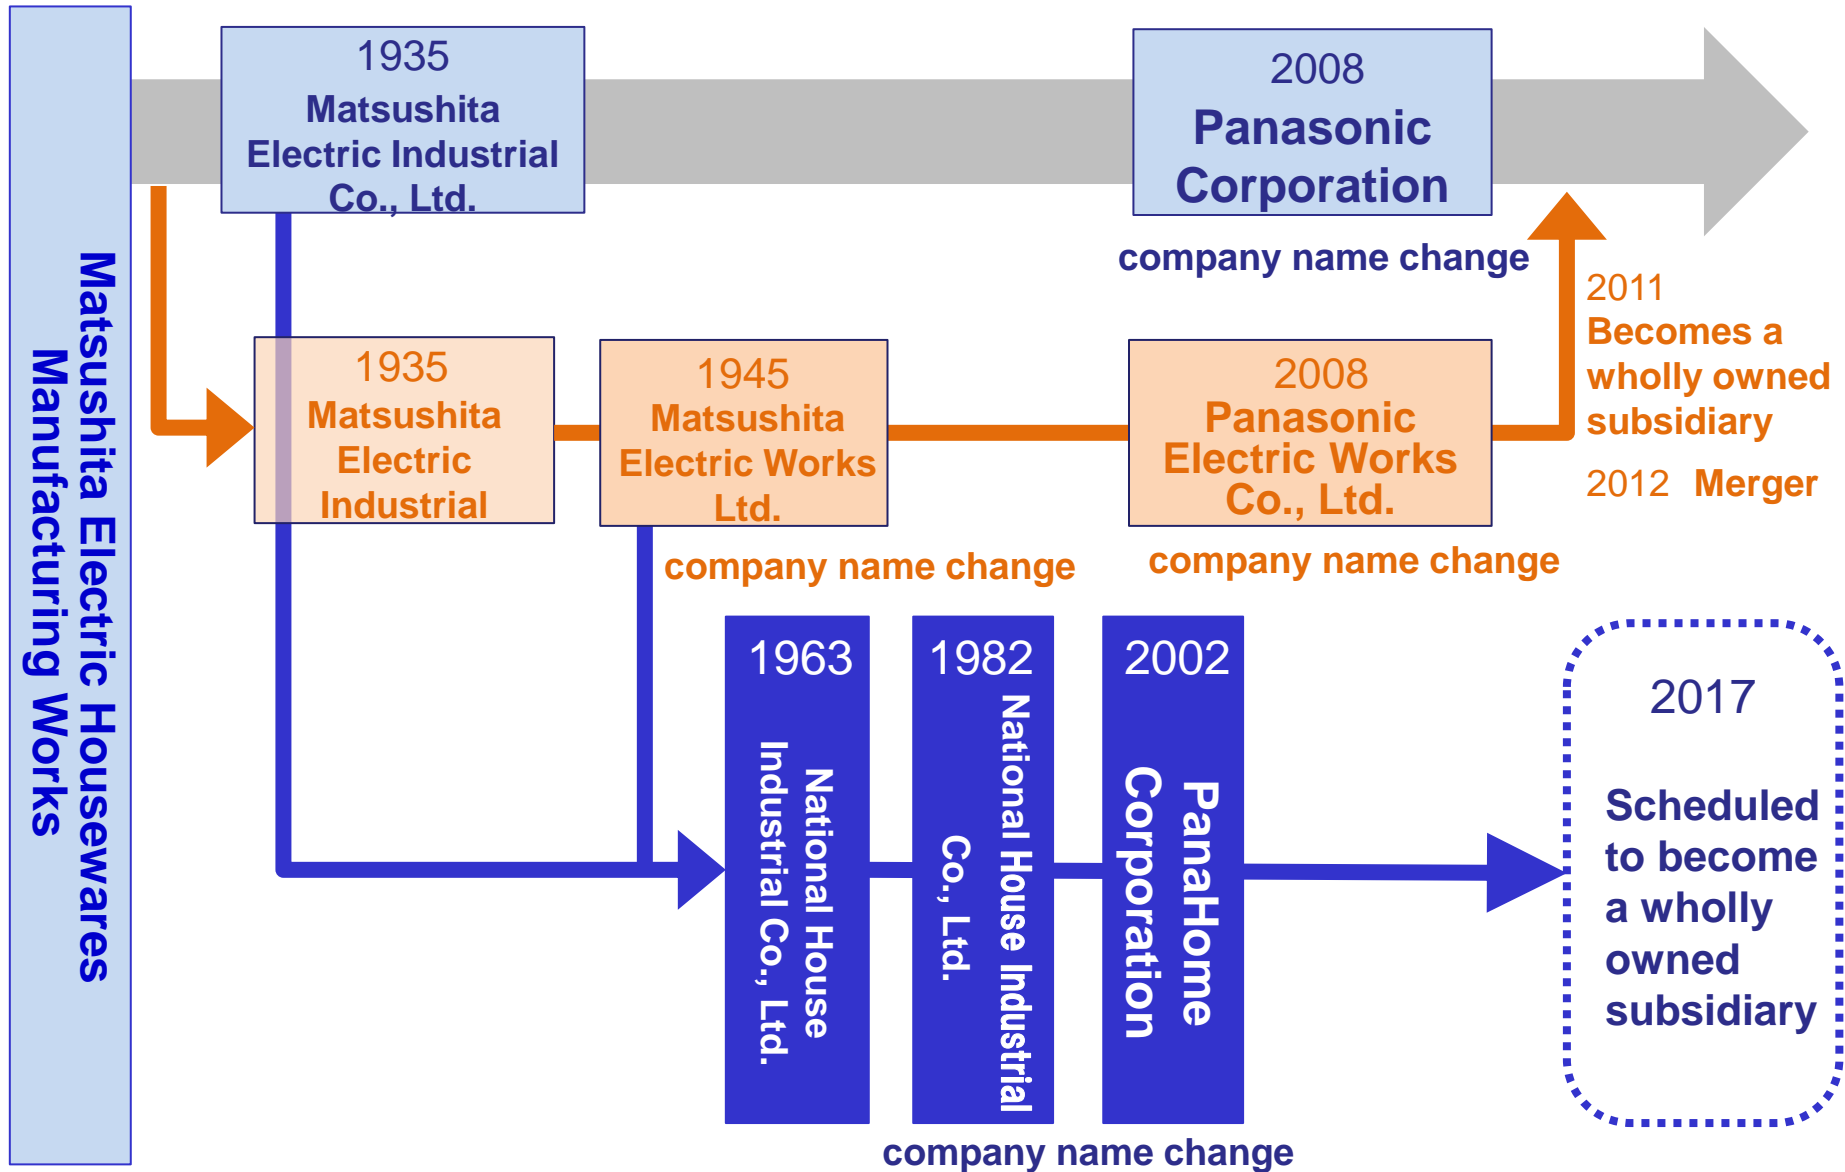 Matsushita Electric Housewares
Manufacturing Works
1935
Matsushita
Electric Industrial
Co., Ltd.
2008
Panasonic
Corporation
company name change
1935
Matsushita
Electric
Industrial
1945
Matsushita
Electric Works
Ltd.
company name change
2008
Panasonic
Electric Works
Co., Ltd.
company name change
2011
Becomes a
wholly owned
subsidiary
2012 Merger
1963
National House
Industrial Co., Ltd.
1982
National House Industrial
Co., Ltd.
2002
PanaHome
Corporation
company name change
2017
Scheduled
to become
a wholly
owned
subsidiary